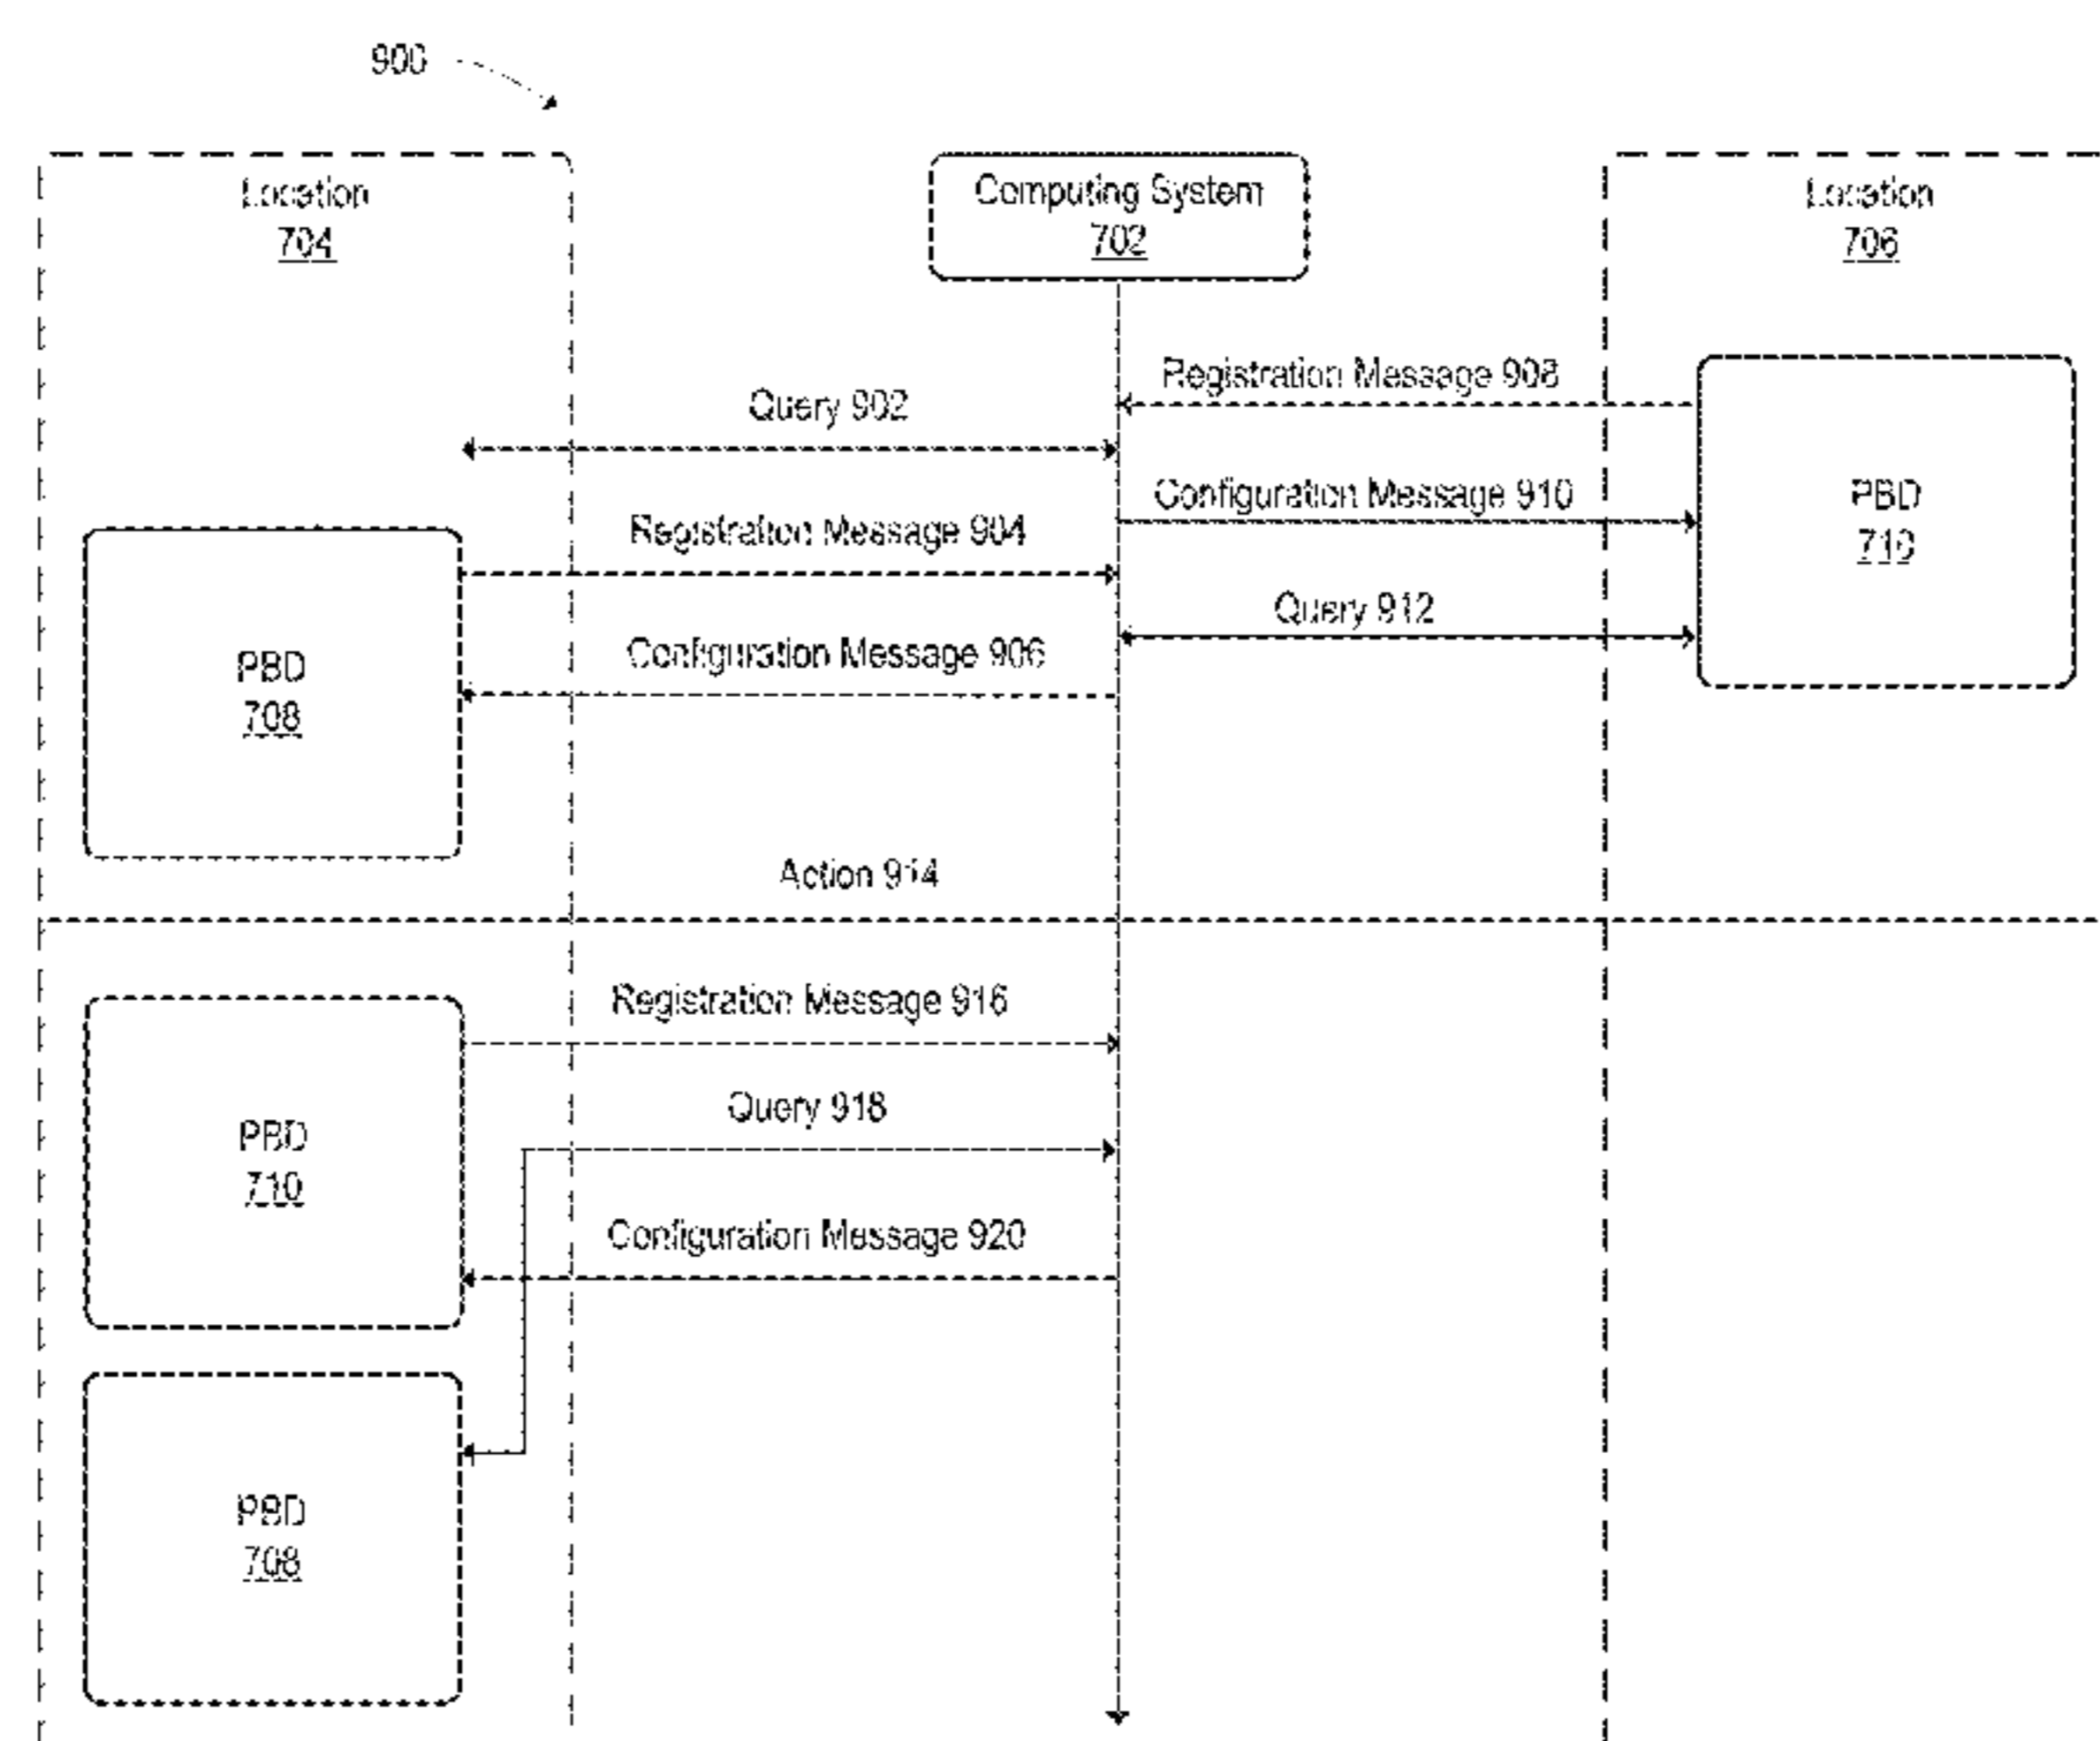 900
Location
704
Computing System
702
Location
706
Registration Message 908
Query 902
Configuration Message 910
PBD
710
Registration Message 904
Query 912
Configuration Message 906
PBD
708
Action 914
Registration Message 916
Query 918
PBD
710
Configuration Message 920
PBD
708